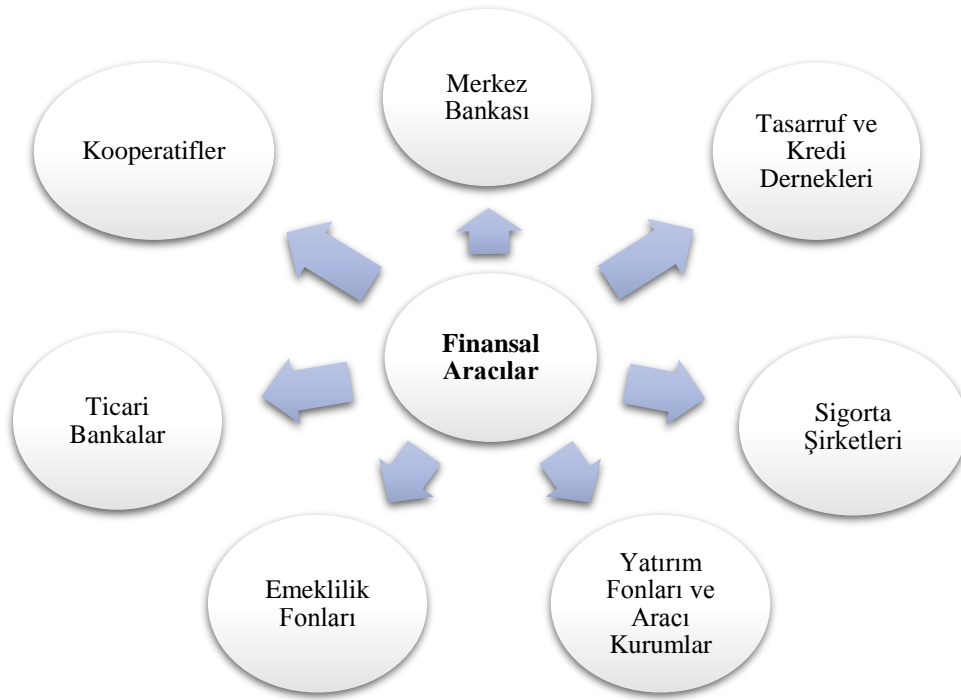 Merkez
Bankası
Tasarruf ve
Kredi
Dernekleri
Kooperatifler
Finansal
Aracılar
Ticari
Bankalar
Sigorta
Şirketleri
Emeklilik
Fonları
Yatırım
Fonları ve
Aracı
Kurumlar